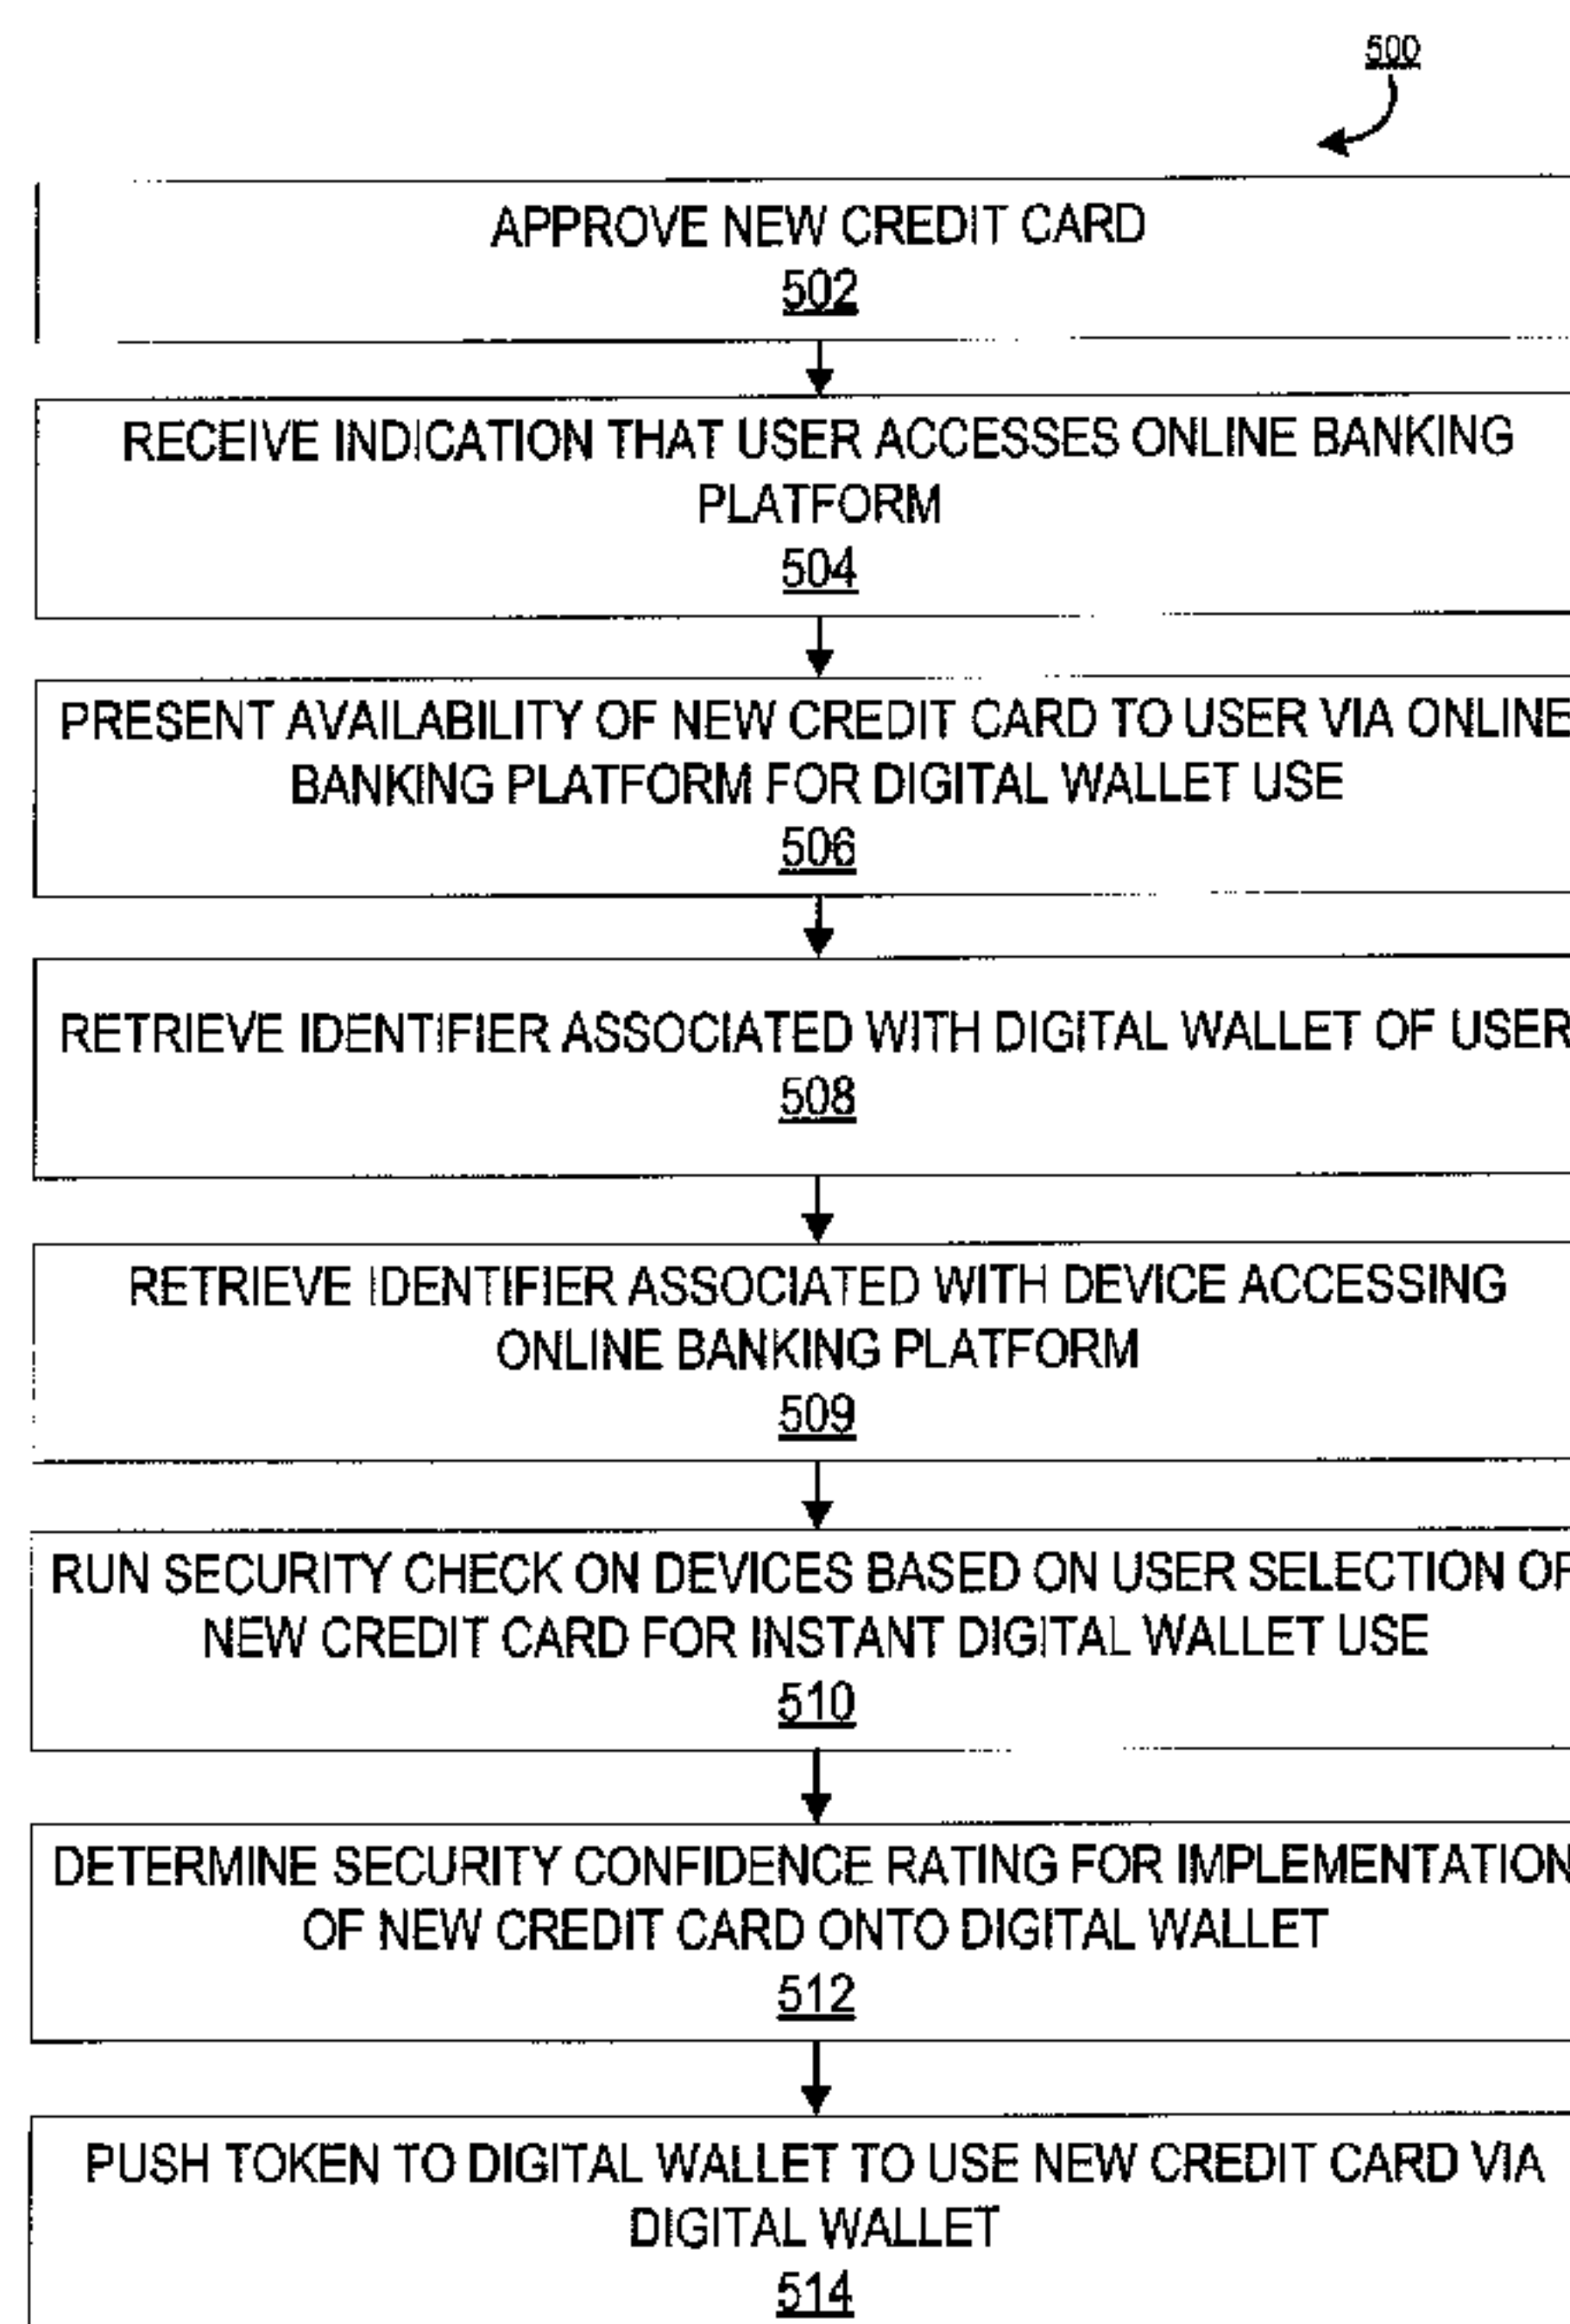 500
APPROVE NEW CREDIT CARD
502
RECEIVE INDICATION THAT USER ACCESSES ONLINE BANKING
PLATFORM
504
PRESENT AVAILABILITY OF NEW CREDIT CARD TO USER VIA ONLINE
BANKING PLATFORM FOR DIGITAL WALLET USE
506
RETRIEVE IDENTIFIER ASSOCIATED WITH DIGITAL WALLET OF USER
508
RETRIEVE IDENTIFIER ASSOCIATED WITH DEVICE ACCESSING
ONLINE BANKING PLATFORM
509
RUN SECURITY CHECK ON DEVICES BASED ON USER SELECTION OF
NEW CREDIT CARD FOR INSTANT DIGITAL WALLET USE
510
DETERMINE SECURITY CONFIDENCE RATING FOR IMPLEMENTATION
OF NEW CREDIT CARD ONTO DIGITAL WALLET
512
PUSH TOKEN TO DIGITAL WALLET TO USE NEW CREDIT CARD VIA
DIGITAL WALLET
514